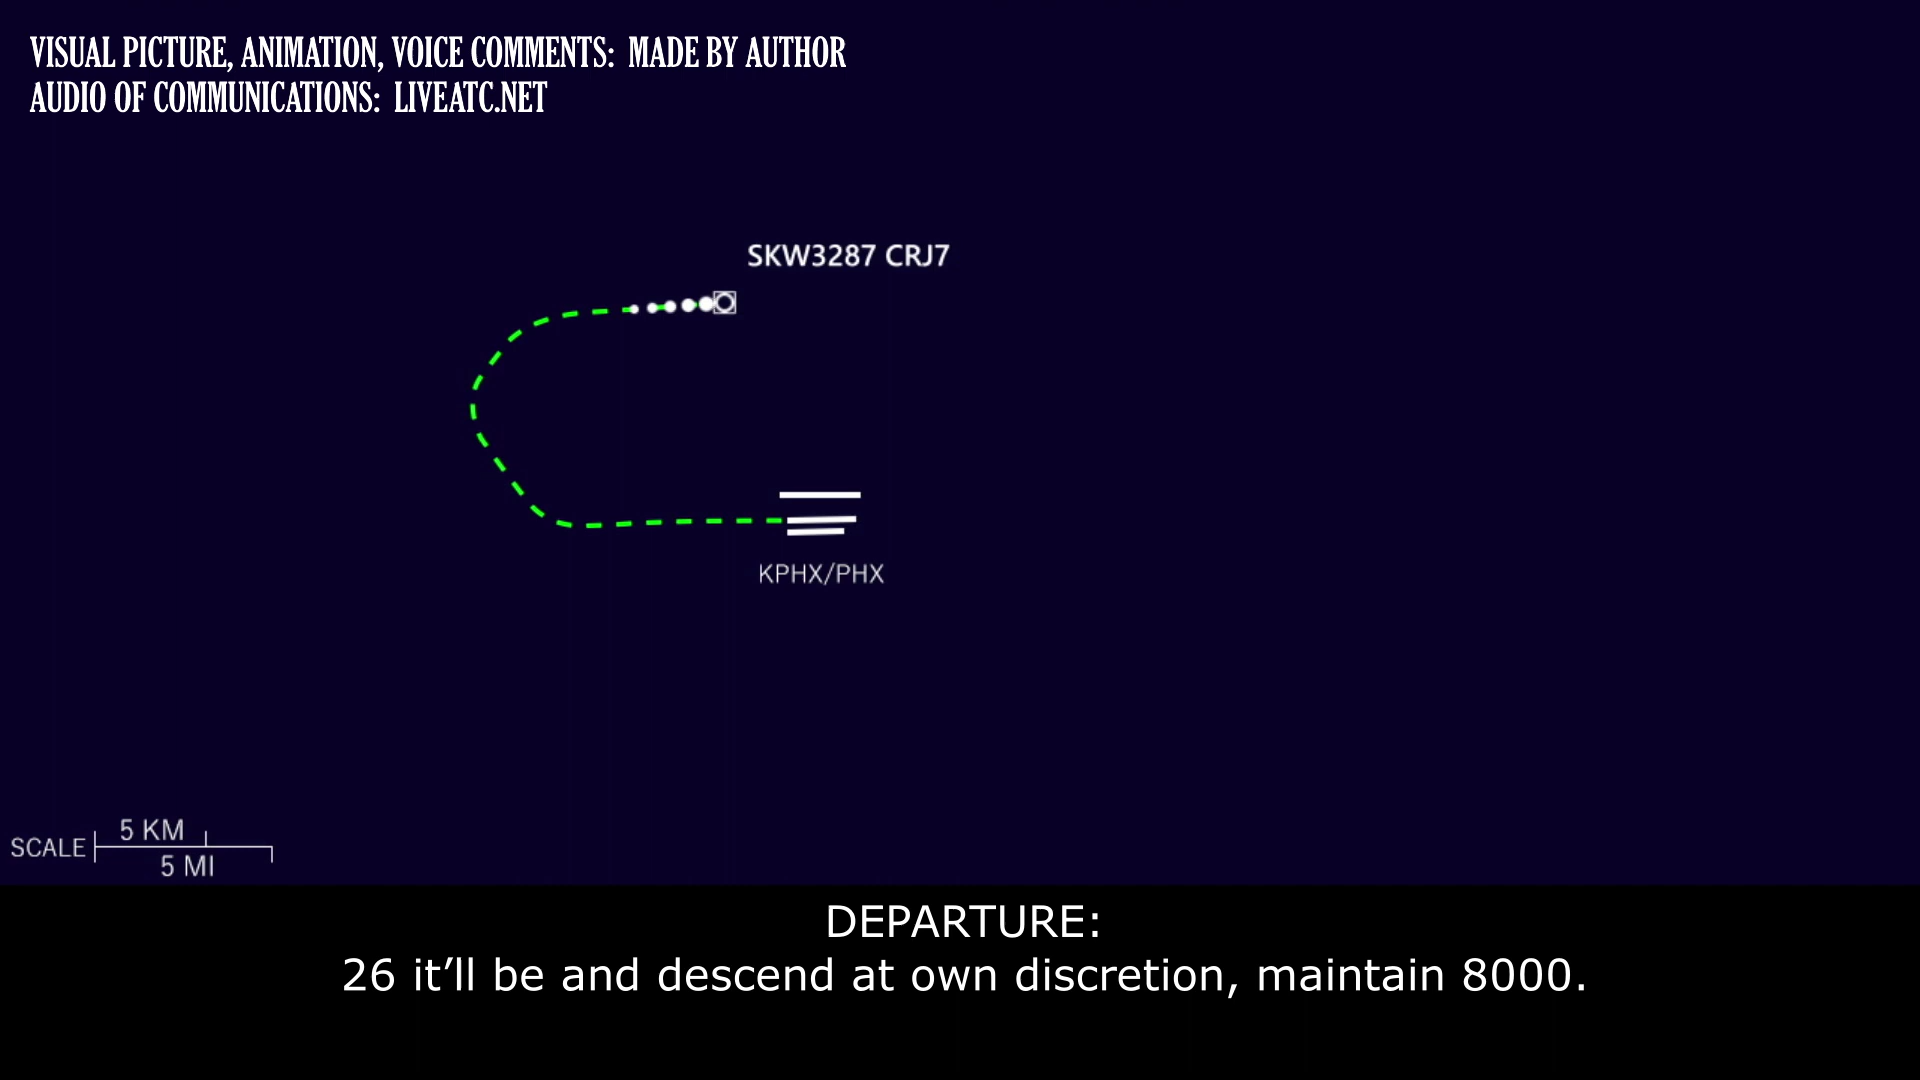 VISUAL PICTURE, ANIMATION, VOICE COMMENTS: MADE BY AUTHOR
AUDIO OF COMMUNICATIONS: LIVEATC.NET
SKW3287 CRJ7
KPHX/PHX
5 KM
SCALE
5 MI
DEPARTURE:
26 it’ll be and descend at own discretion, maintain 8000.